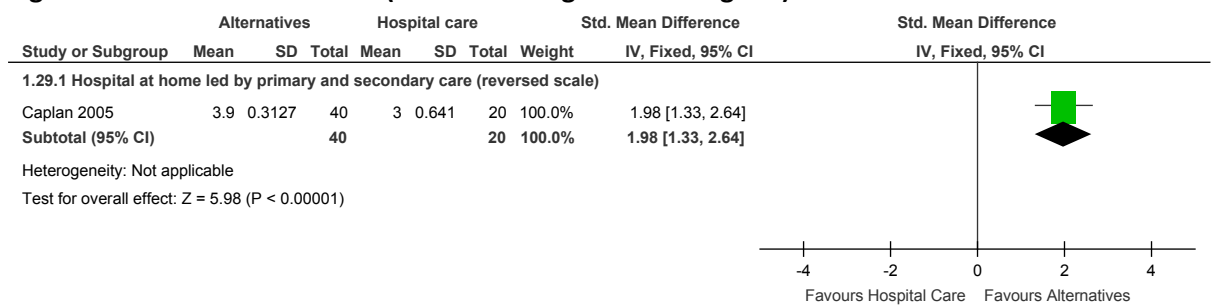 Alternatives Hospital care Std. Mean Difference Std. Mean Difference
Study or Subgroup Mean SD Total Mean SD Total Weight IV, Fixed, 95% CI IV, Fixed, 95% CI
1.29.1 Hospital at home led by primary and secondary care (reversed scale)
Caplan 2005 3.9 0.3127 40 3 0.641 20 100.0% 1.98 [1.33, 2.64]
Subtotal (95% CI) 40 20 100.0% 1.98 [1.33, 2.64]
Heterogeneity: Not applicable
Test for overall effect: Z = 5.98 (P < 0.00001)
-4 -2 0 2 4
Favours Hospital Care Favours Alternatives